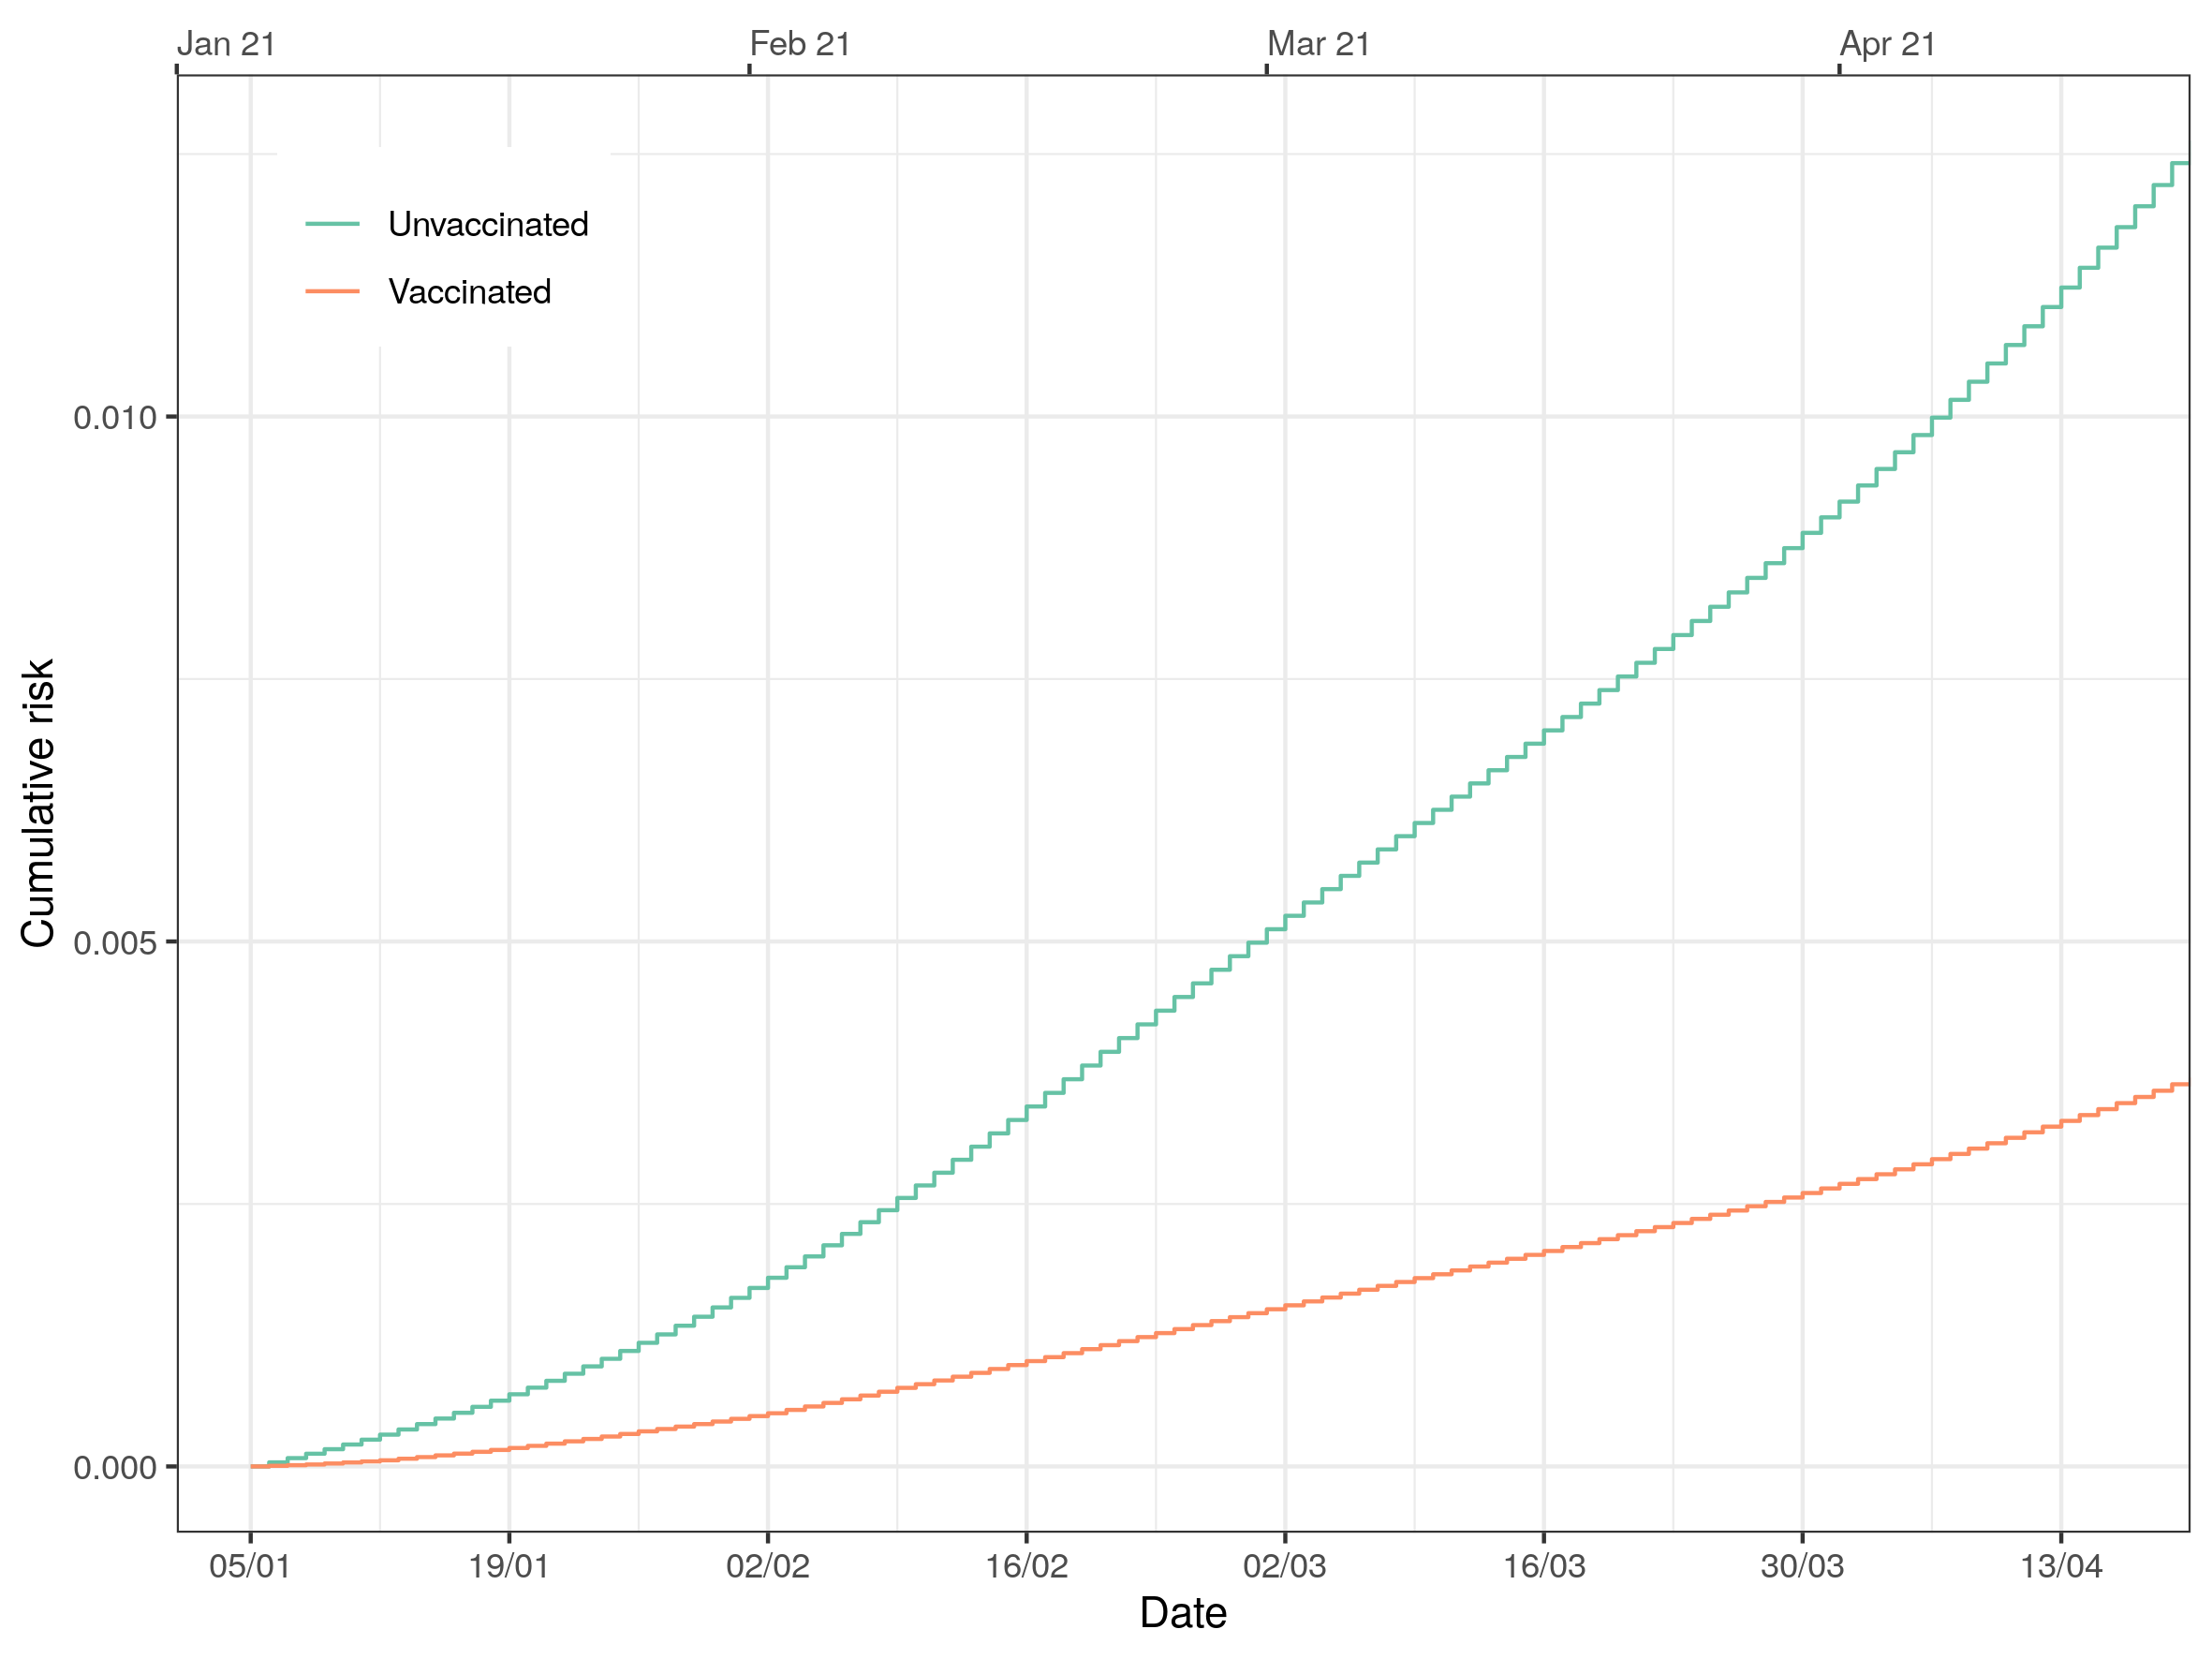 Jan 21 Feb 21 Mar 21 Apr 21
Unvaccinated
Vaccinated
0.010
0.005
0.000
Cumulative risk
05/01 19/01 02/02 16/02 02/03 16/03 30/03 13/04
Date